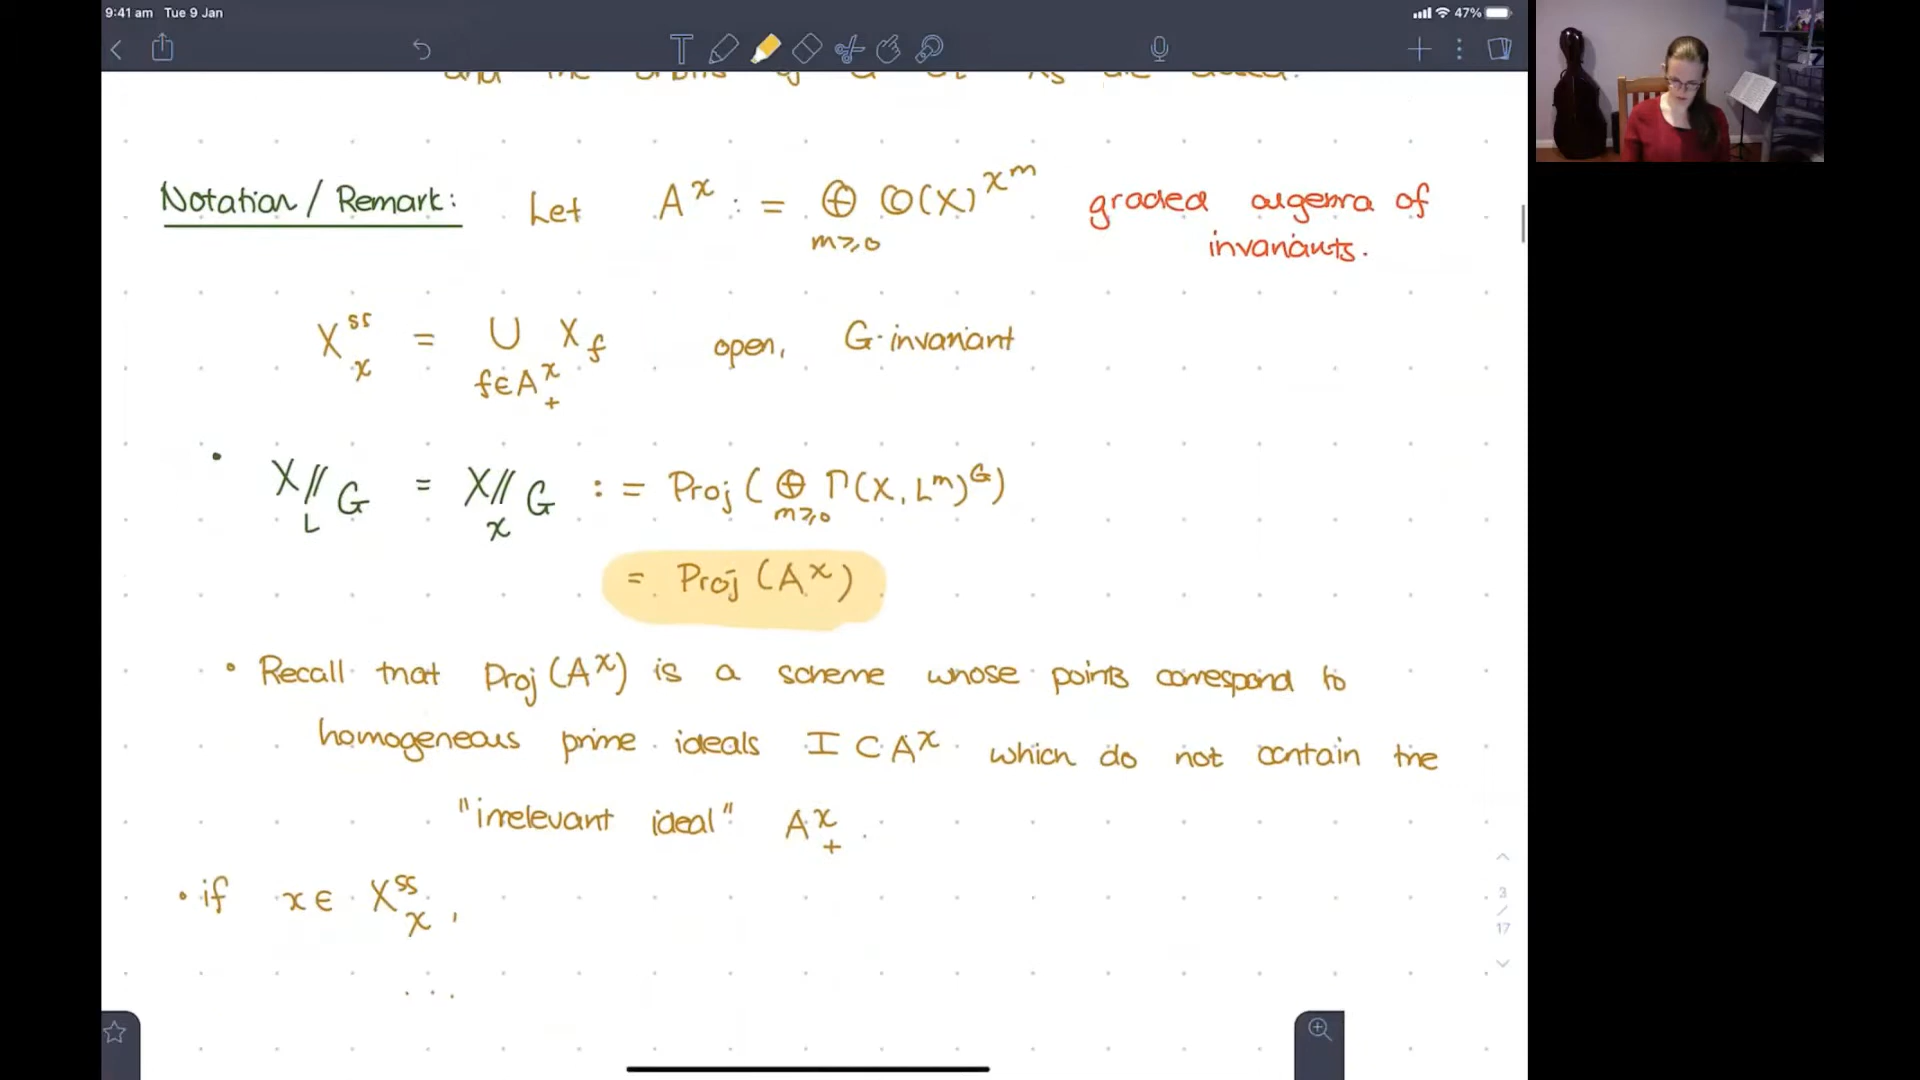 9:41 am Tue 9 Jan
47%
Notation / Remark: Let A^χ := ⊕_{m≥0} O(X)^{χ^m} graded algebra of
invariants.
X^{ss}_χ = ∪_{f∈A^χ_+} X_f open, G-invariant
• X//_L G = X//_χ G := Proj(⊕_{m≥0} Γ(X, L^m)^G)
= Proj(A^χ)
• Recall that Proj(A^χ) is a scheme whose points correspond to
homogeneous prime ideals I ⊂ A^χ which do not contain the
"irrelevant ideal" A^χ_+ .
• if x ∈ X^{ss}_χ ,
...
3
/
17